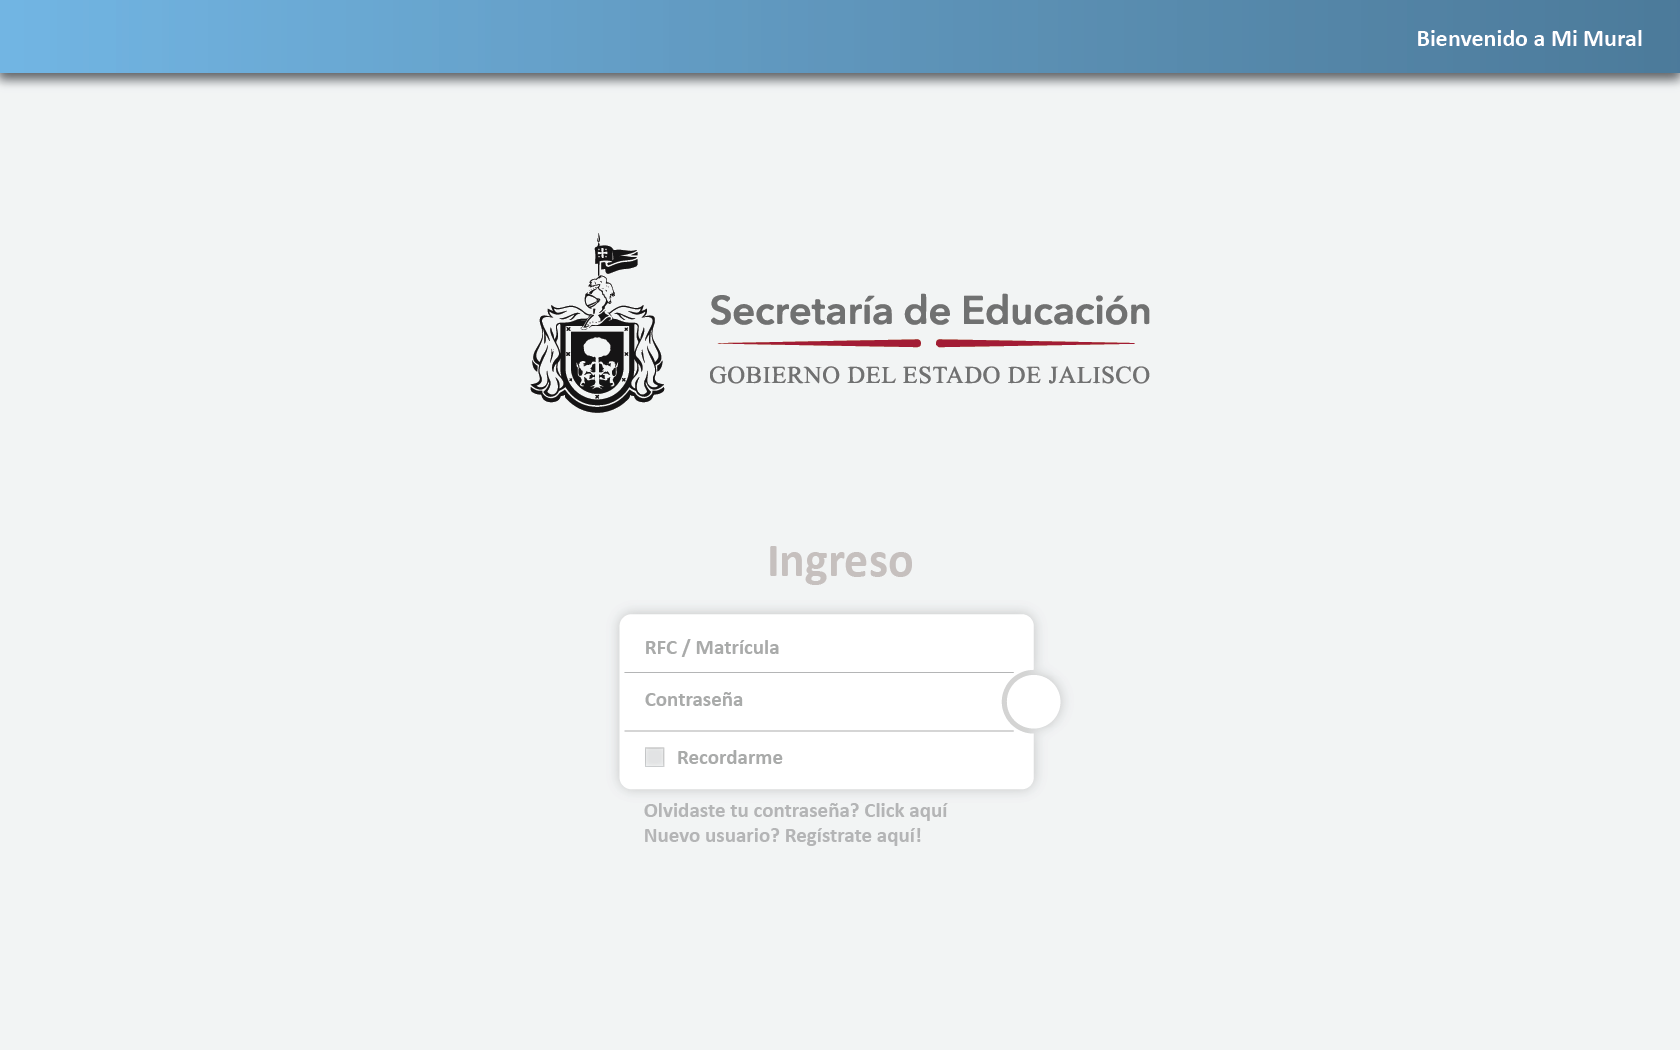 Bienvenido a Mi Mural
Secretaría de Educación
GOBIERNO DEL ESTADO DE JALISCO
Ingreso
RFC / Matrícula
Contraseña
Recordarme
Olvidaste tu contraseña? Click aquí
Nuevo usuario? Regístrate aquí!